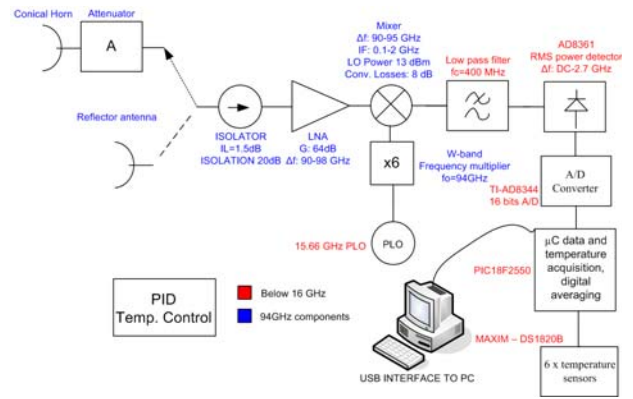 Conical Horn
Attenuator
A
Reflector antenna
ISOLATOR
IL=1.5dB
ISOLATION 20dB
LNA
G: 64dB
Δf: 90-98 GHz
Mixer
Δf: 90-95 GHz
IF: 0.1-2 GHz
LO Power 13 dBm
Conv. Losses: 8 dB
Low pass filter
fc=400 MHz
AD8361
RMS power detector
Δf: DC-2.7 GHz
x6
W-band
Frequency multiplier
fo=94GHz
TI-AD8344
16 bits A/D
A/D
Converter
15.66 GHz PLO
PLO
PIC18F2550
μC data and
temperature
acquisition,
digital
averaging
PID
Temp. Control
Below 16 GHz
94GHz components
MAXIM – DS1820B
USB INTERFACE TO PC
6 x temperature
sensors